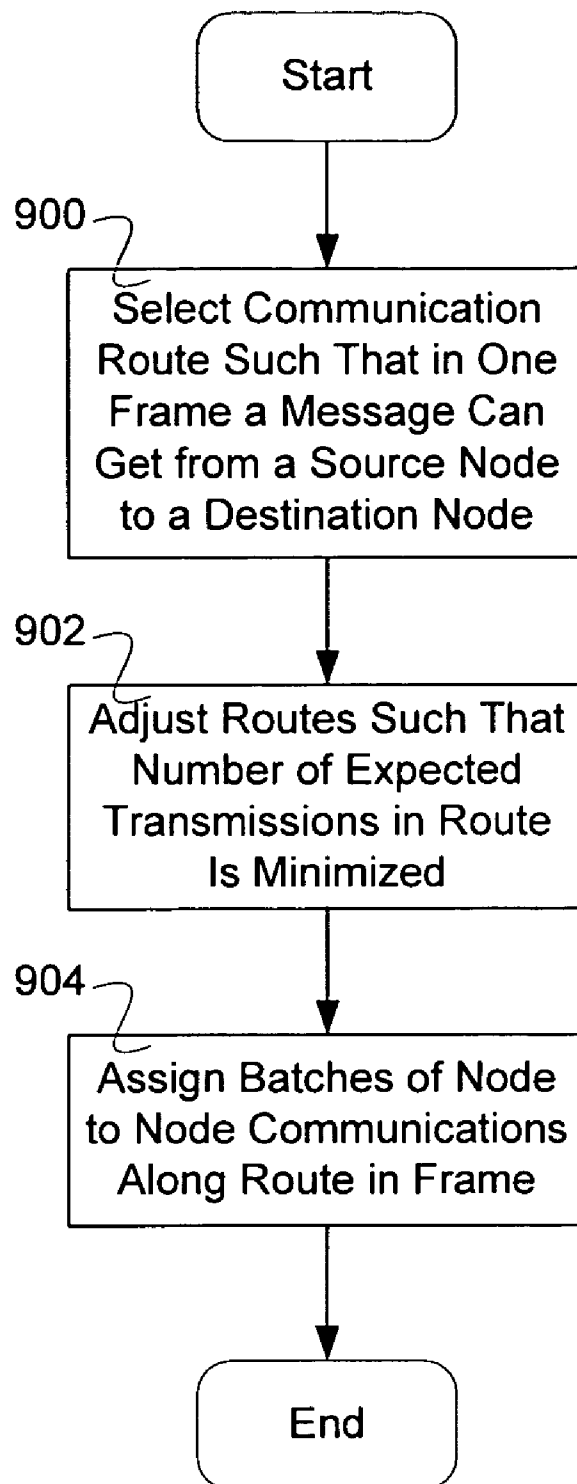 Start
900
Select Communication
Route Such That in One
Frame a Message Can
Get from a Source Node
to a Destination Node
902
Adjust Routes Such That
Number of Expected
Transmissions in Route
Is Minimized
904
Assign Batches of Node
to Node Communications
Along Route in Frame
End